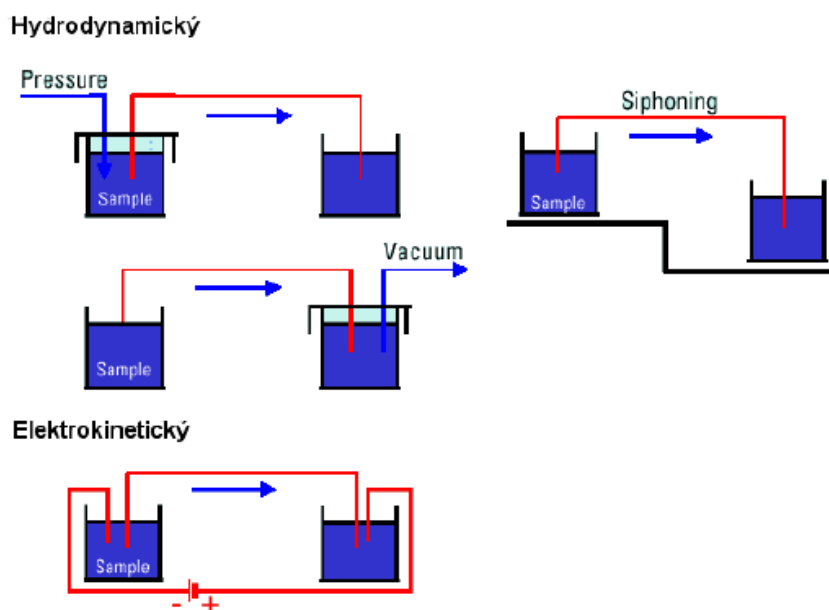 Hydrodynamický
Pressure
Siphoning
Sample
Sample
Vacuum
Sample
Elektrokinetický
Sample
- +